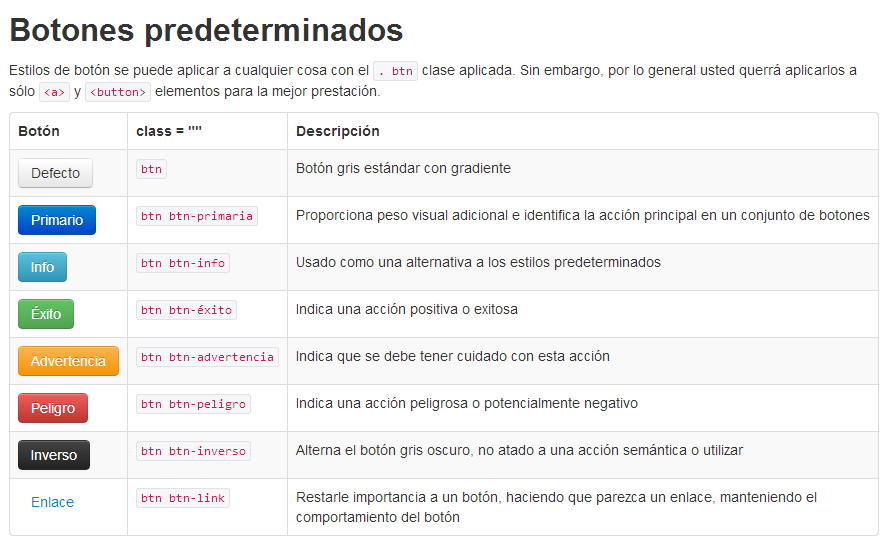 Botones predeterminados
Estilos de botón se puede aplicar a cualquier cosa con el . btn clase aplicada. Sin embargo, por lo general usted querrá aplicarlos a
sólo <a> y <button> elementos para la mejor prestación.
Botón class = "" Descripción
Defecto btn Botón gris estándar con gradiente
Primario btn btn-primaria Proporciona peso visual adicional e identifica la acción principal en un conjunto de botones
Info btn btn-info Usado como una alternativa a los estilos predeterminados
Éxito btn btn-éxito Indica una acción positiva o exitosa
Advertencia btn btn-advertencia Indica que se debe tener cuidado con esta acción
Peligro btn btn-peligro Indica una acción peligrosa o potencialmente negativo
Inverso btn btn-inverso Alterna el botón gris oscuro, no atado a una acción semántica o utilizar
Enlace btn btn-link Restarle importancia a un botón, haciendo que parezca un enlace, manteniendo el
comportamiento del botón